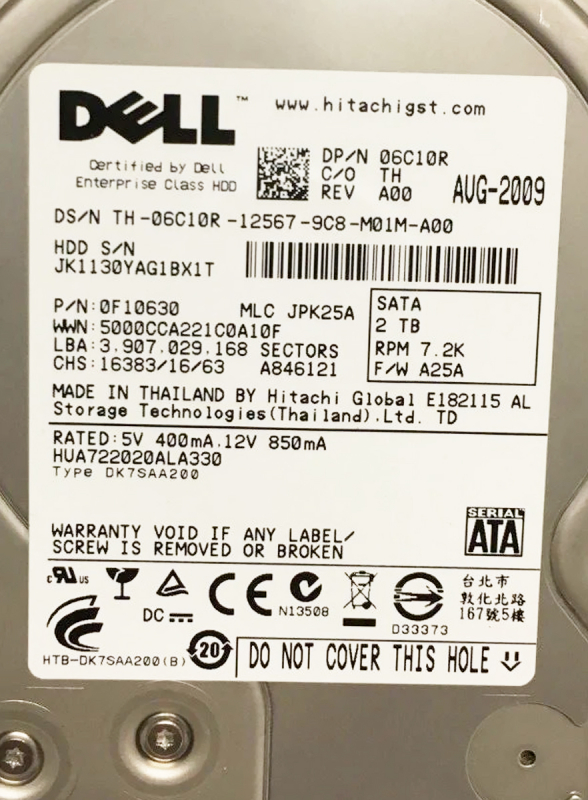 DELL™ www.hitachigst.com
Certified by Dell
Enterprise Class HDD
DP/N 06C10R
C/O TH
REV A00
AUG-2009
DS/N TH-06C10R-12567-9C8-M01M-A00
HDD S/N
JK1130YAG1BX1T
P/N:0F10630 MLC JPK25A
WWN:5000CCA221C0A10F
LBA:3,907,029,168 SECTORS
CHS:16383/16/63 A846121
SATA
2 TB
RPM 7.2K
F/W A25A
MADE IN THAILAND BY Hitachi Global E182115 AL
Storage Technologies(Thailand).Ltd. TD
RATED:5V 400mA,12V 850mA
HUA722020ALA330
Type DK7SAA200
WARRANTY VOID IF ANY LABEL/
SCREW IS REMOVED OR BROKEN
SERIAL
ATA
c RU us
DC
CE
N13508
D33373
台北市
敦化北路
167號5樓
HTB-DK7SAA200(B)
20
DO NOT COVER THIS HOLE